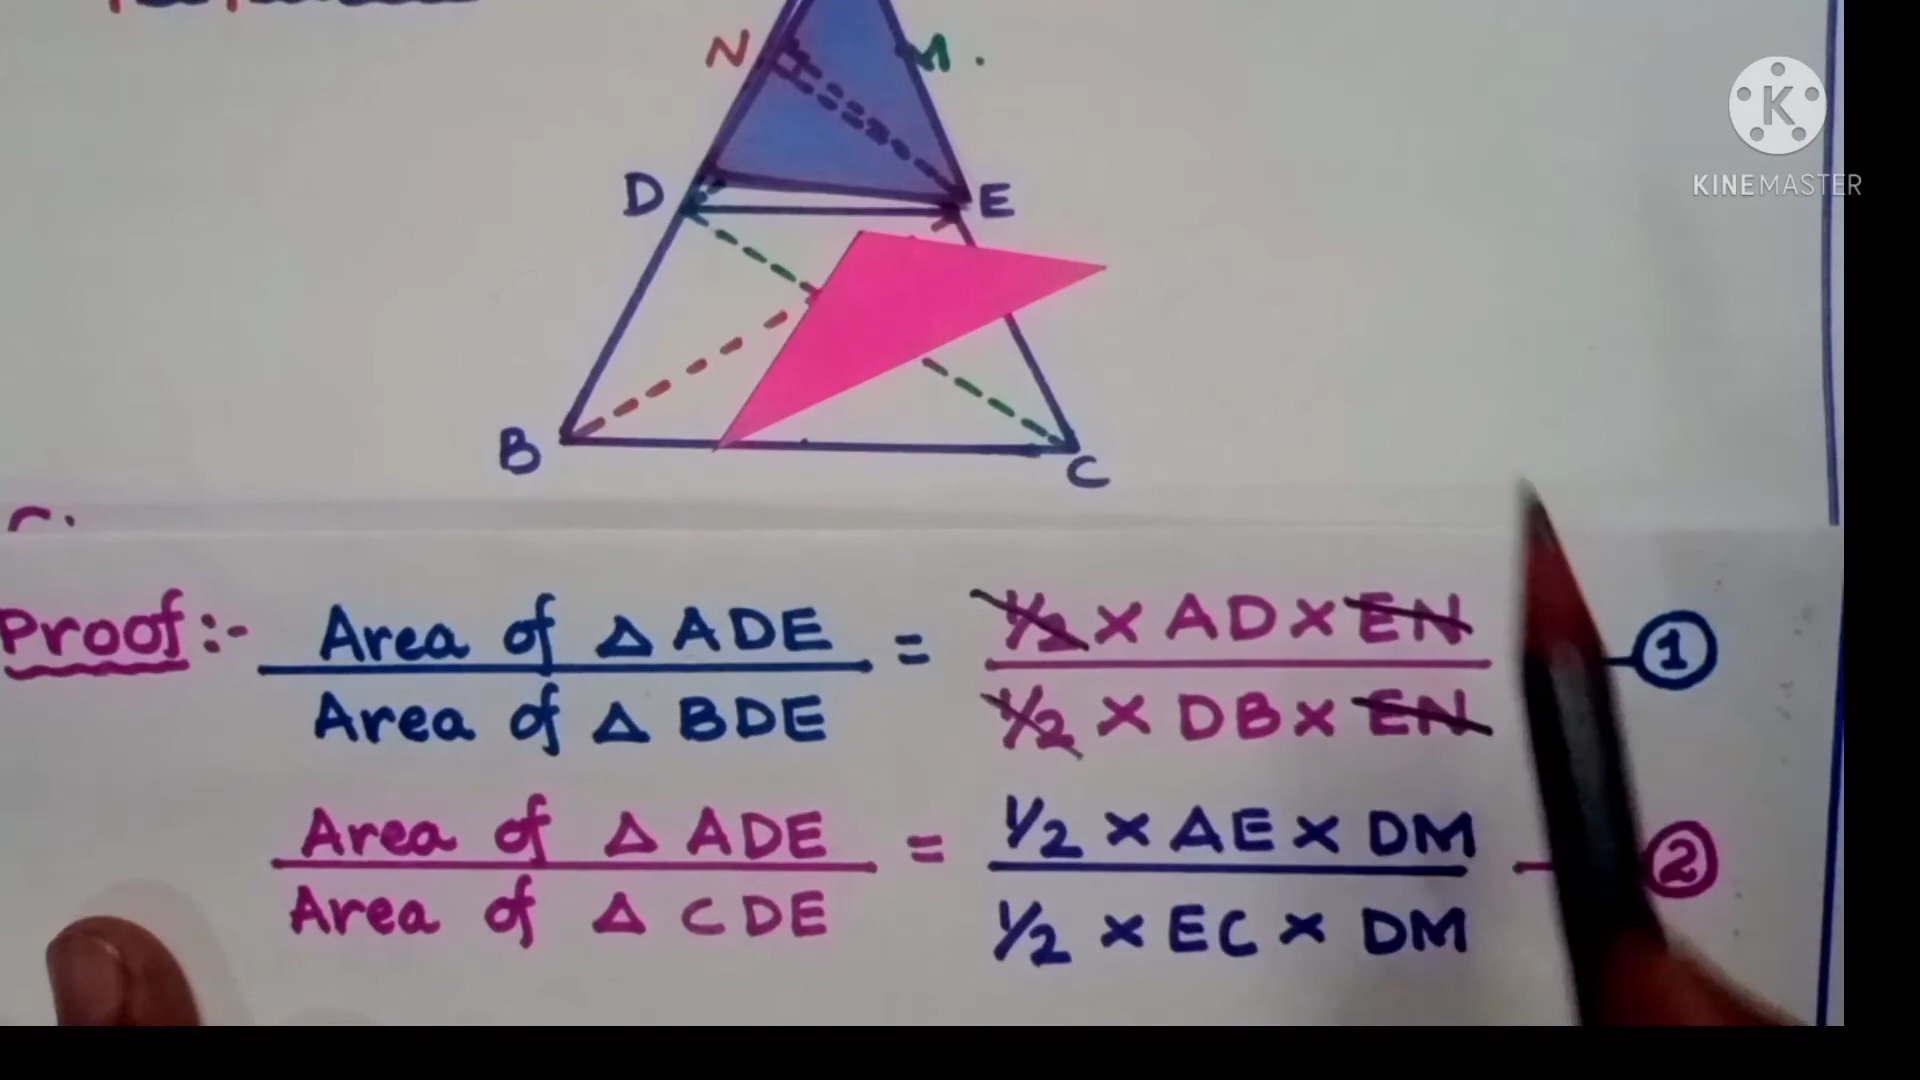 N M.
D E
B C
Proof:- Area of △ ADE = 1/2 × AD × EN ①
Area of △ BDE 1/2 × DB × EN
Area of △ ADE = 1/2 × AE × DM ②
Area of △ CDE 1/2 × EC × DM
K
KINEMASTER